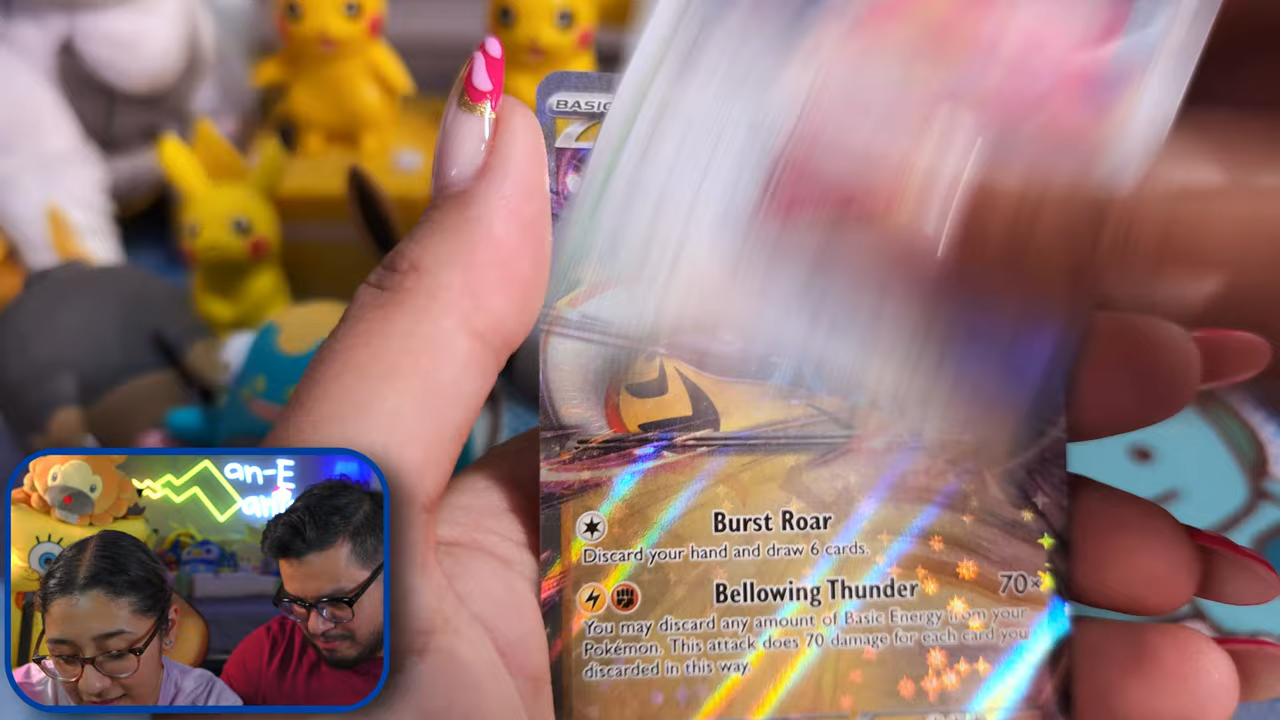 BASIC
an-E
Burst Roar
Discard your hand and draw 6 cards.
Bellowing Thunder 70×
You may discard any amount of Basic Energy from your
Pokémon. This attack does 70 damage for each card you
discarded in this way.